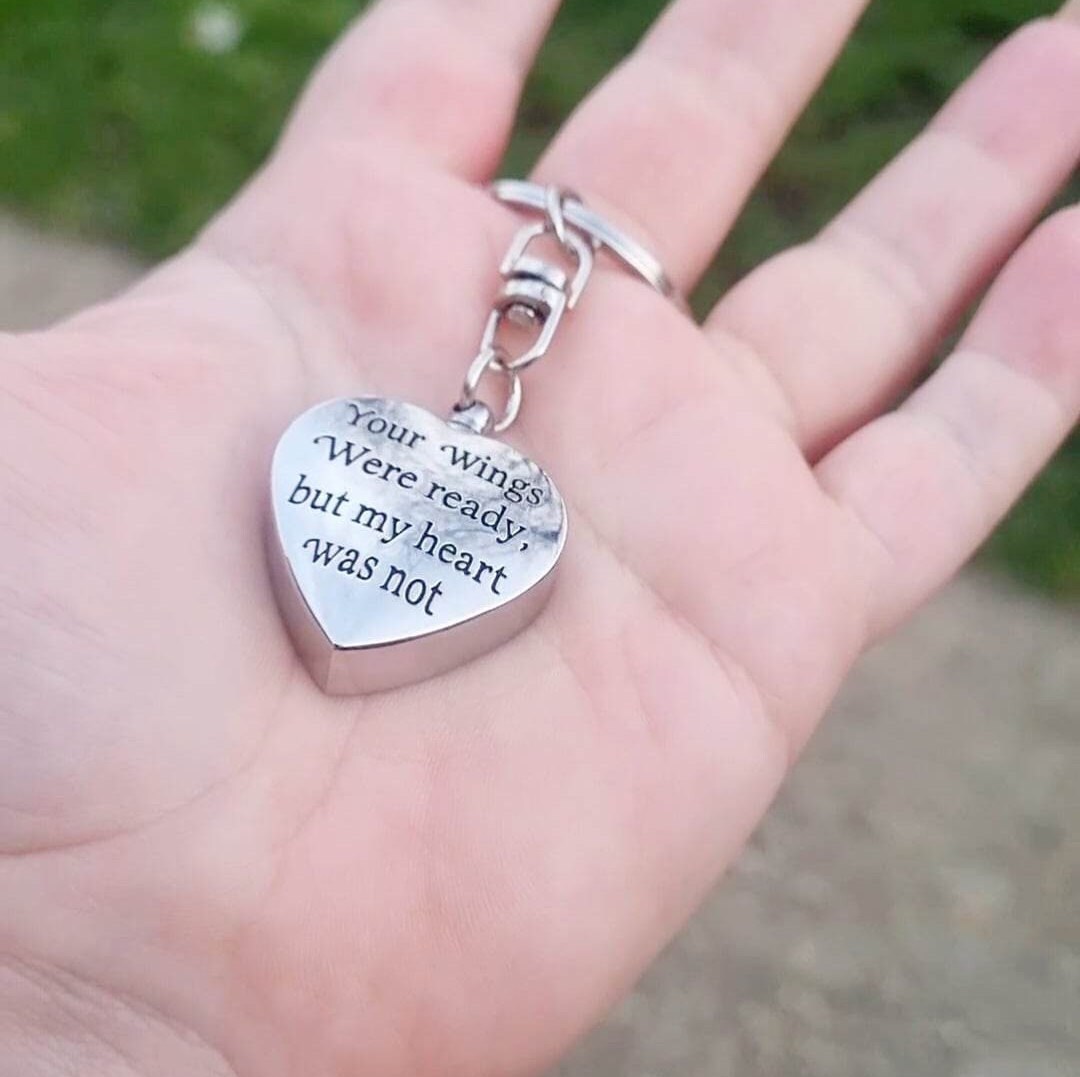 Your wings
Were ready,
but my heart
was not